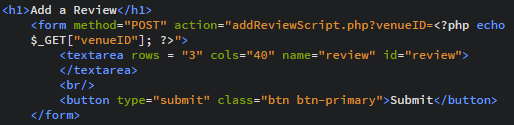 <h1>Add a Review</h1>
<form method="POST" action="addReviewScript.php?venueID=<?php echo
$_GET["venueID"]; ?>">
<textarea rows = "3" cols="40" name="review" id="review">
</textarea>
<br/>
<button type="submit" class="btn btn-primary">Submit</button>
</form>